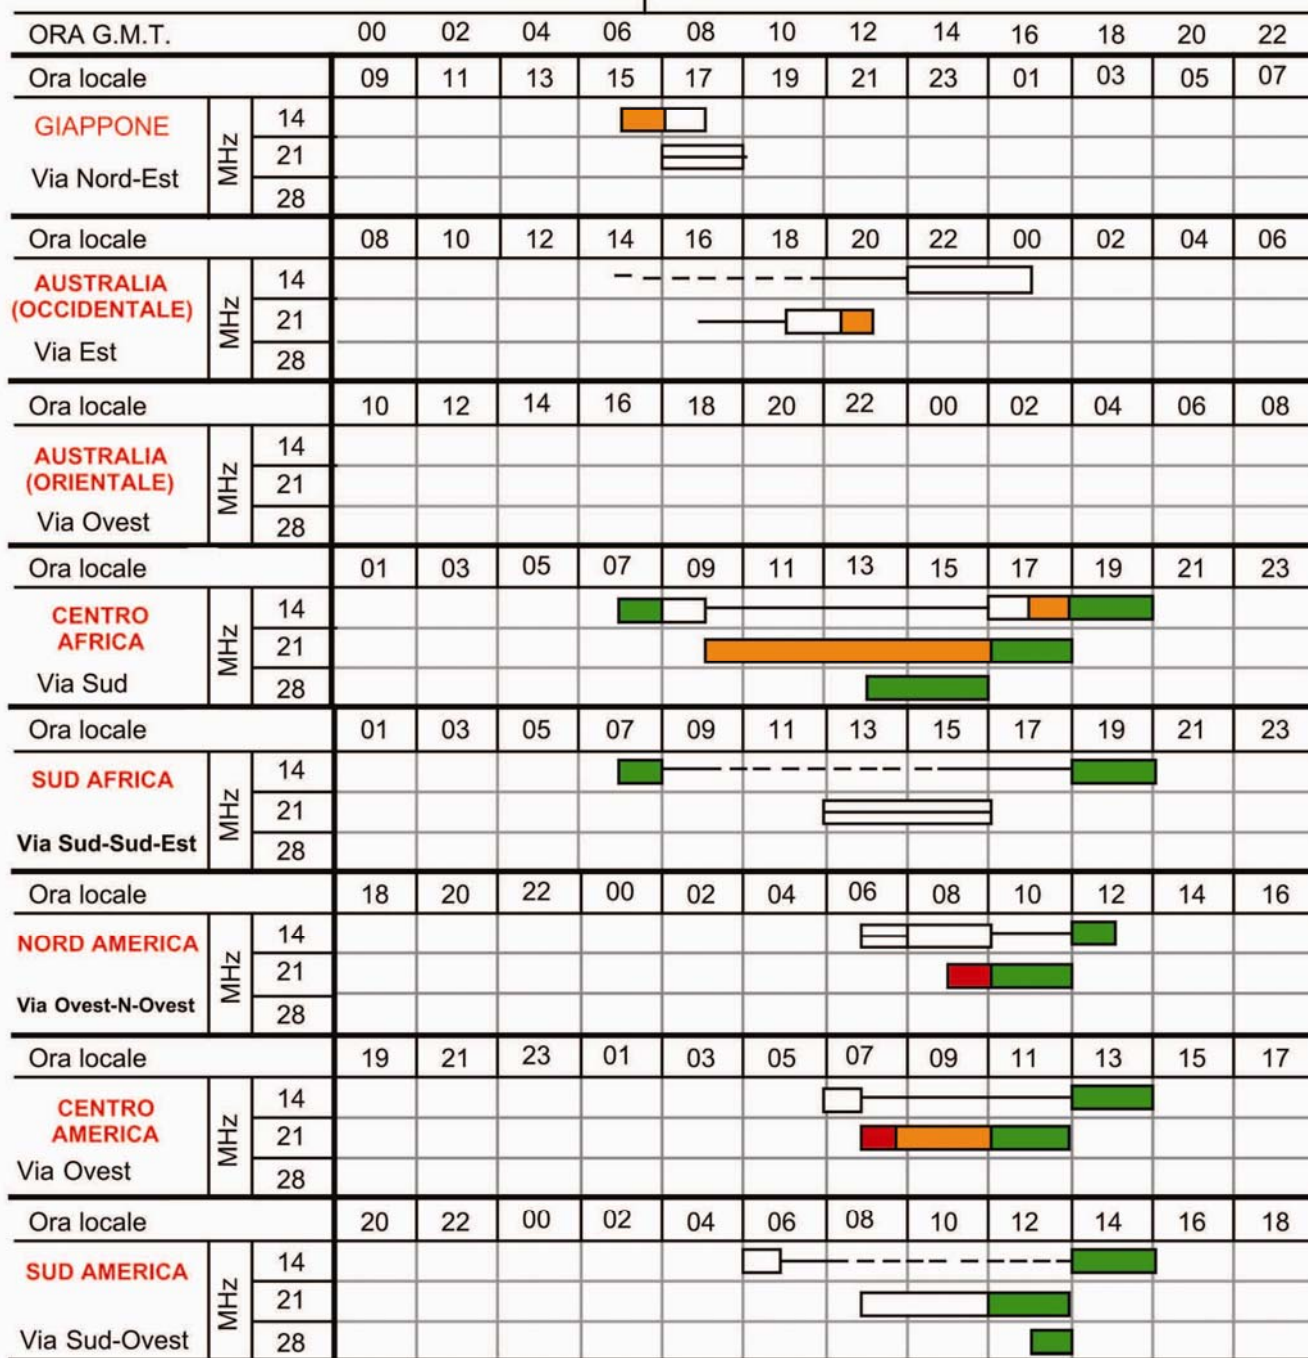 ORA G.M.T. 00 02 04 06 08 10 12 14 16 18 20 22
Ora locale 09 11 13 15 17 19 21 23 01 03 05 07
GIAPPONE
Via Nord-Est
MHz
14
21
28
Ora locale 08 10 12 14 16 18 20 22 00 02 04 06
AUSTRALIA
(OCCIDENTALE)
Via Est
MHz
14
21
28
Ora locale 10 12 14 16 18 20 22 00 02 04 06 08
AUSTRALIA
(ORIENTALE)
Via Ovest
MHz
14
21
28
Ora locale 01 03 05 07 09 11 13 15 17 19 21 23
CENTRO
AFRICA
Via Sud
MHz
14
21
28
Ora locale 01 03 05 07 09 11 13 15 17 19 21 23
SUD AFRICA
Via Sud-Sud-Est
MHz
14
21
28
Ora locale 18 20 22 00 02 04 06 08 10 12 14 16
NORD AMERICA
Via Ovest-N-Ovest
MHz
14
21
28
Ora locale 19 21 23 01 03 05 07 09 11 13 15 17
CENTRO
AMERICA
Via Ovest
MHz
14
21
28
Ora locale 20 22 00 02 04 06 08 10 12 14 16 18
SUD AMERICA
Via Sud-Ovest
MHz
14
21
28